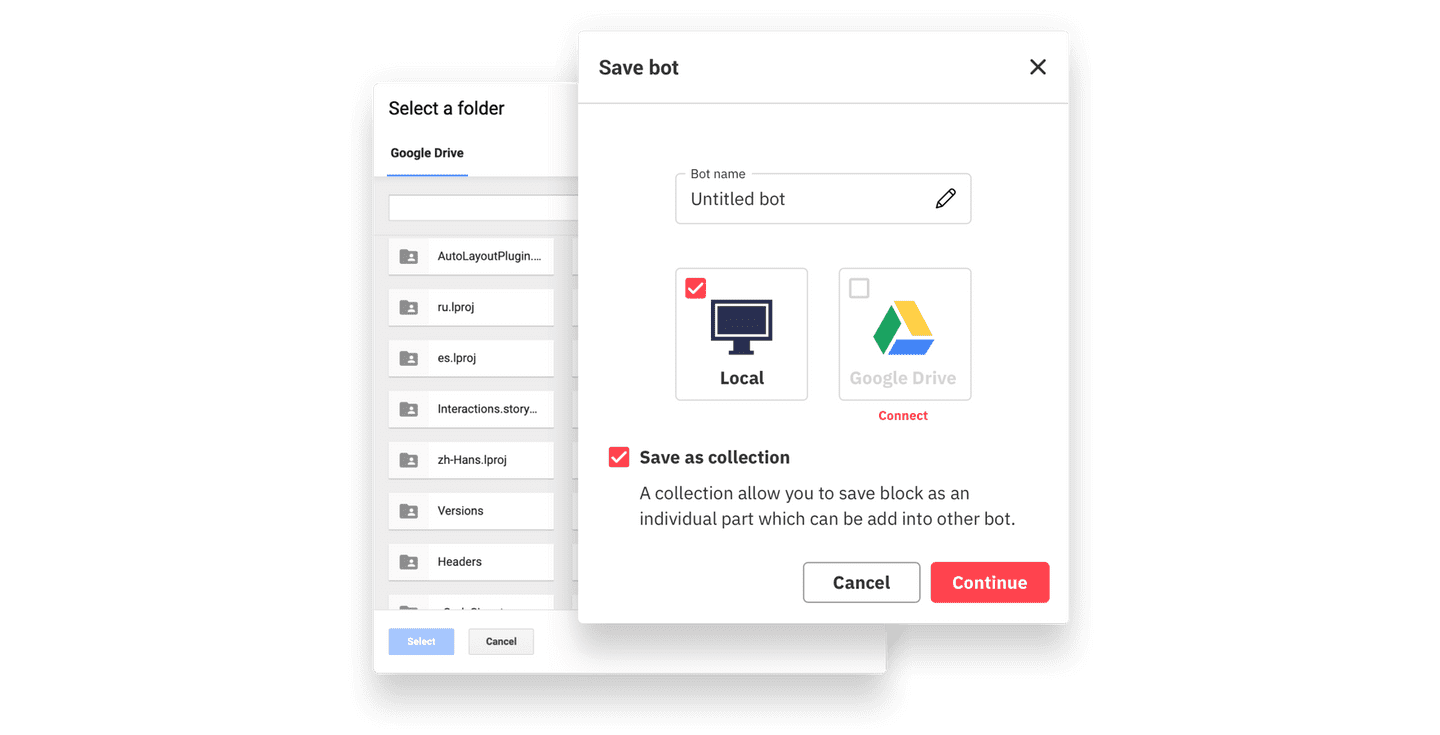 Select a folder
Google Drive
AutoLayoutPlugin....
ru.lproj
es.lproj
Interactions.story...
zh-Hans.lproj
Versions
Headers
Select
Cancel
Save bot
Bot name
Untitled bot
Local
Google Drive
Connect
Save as collection
A collection allow you to save block as an
individual part which can be add into other bot.
Cancel
Continue